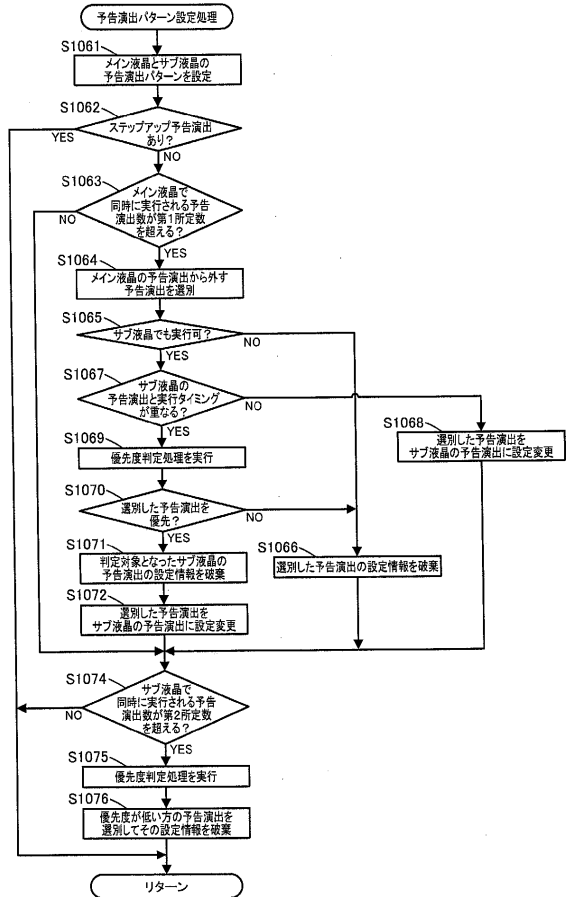 予告演出パターン設定処理
S1061
メイン液晶とサブ液晶の
予告演出パターンを設定
S1062
ステップアップ予告演出
あり?
YES
NO
S1063
メイン液晶で
同時に実行される予告
演出数が第1所定数
を超える?
NO
YES
S1064
メイン液晶の予告演出から外す
予告演出を選別
S1065
サブ液晶でも実行可?
NO
YES
S1067
サブ液晶の
予告演出と実行タイミング
が重なる?
NO
YES
S1068
選別した予告演出を
サブ液晶の予告演出に設定変更
S1069
優先度判定処理を実行
S1070
選別した予告演出を
優先?
NO
YES
S1066
選別した予告演出の設定情報を破棄
S1071
判定対象となったサブ液晶の
予告演出の設定情報を破棄
S1072
選別した予告演出を
サブ液晶の予告演出に設定変更
S1074
サブ液晶で
同時に実行される予告
演出数が第2所定数
を超える?
NO
YES
S1075
優先度判定処理を実行
S1076
優先度が低い方の予告演出を
選別してその設定情報を破棄
リターン